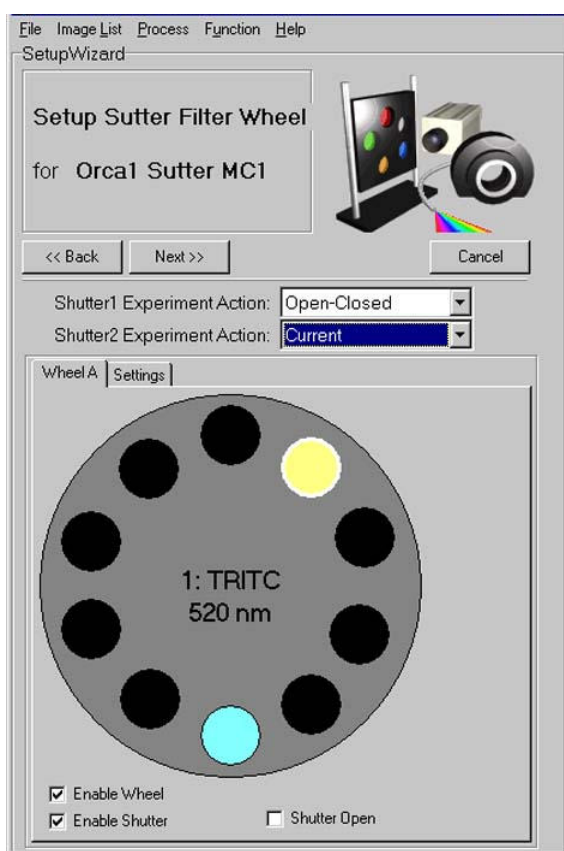 File Image List Process Function Help
SetupWizard
Setup Sutter Filter Wheel
for Orca1 Sutter MC1
<< Back Next >> Cancel
Shutter1 Experiment Action: Open-Closed
Shutter2 Experiment Action: Current
Wheel A Settings
1: TRITC
520 nm
Enable Wheel
Enable Shutter Shutter Open